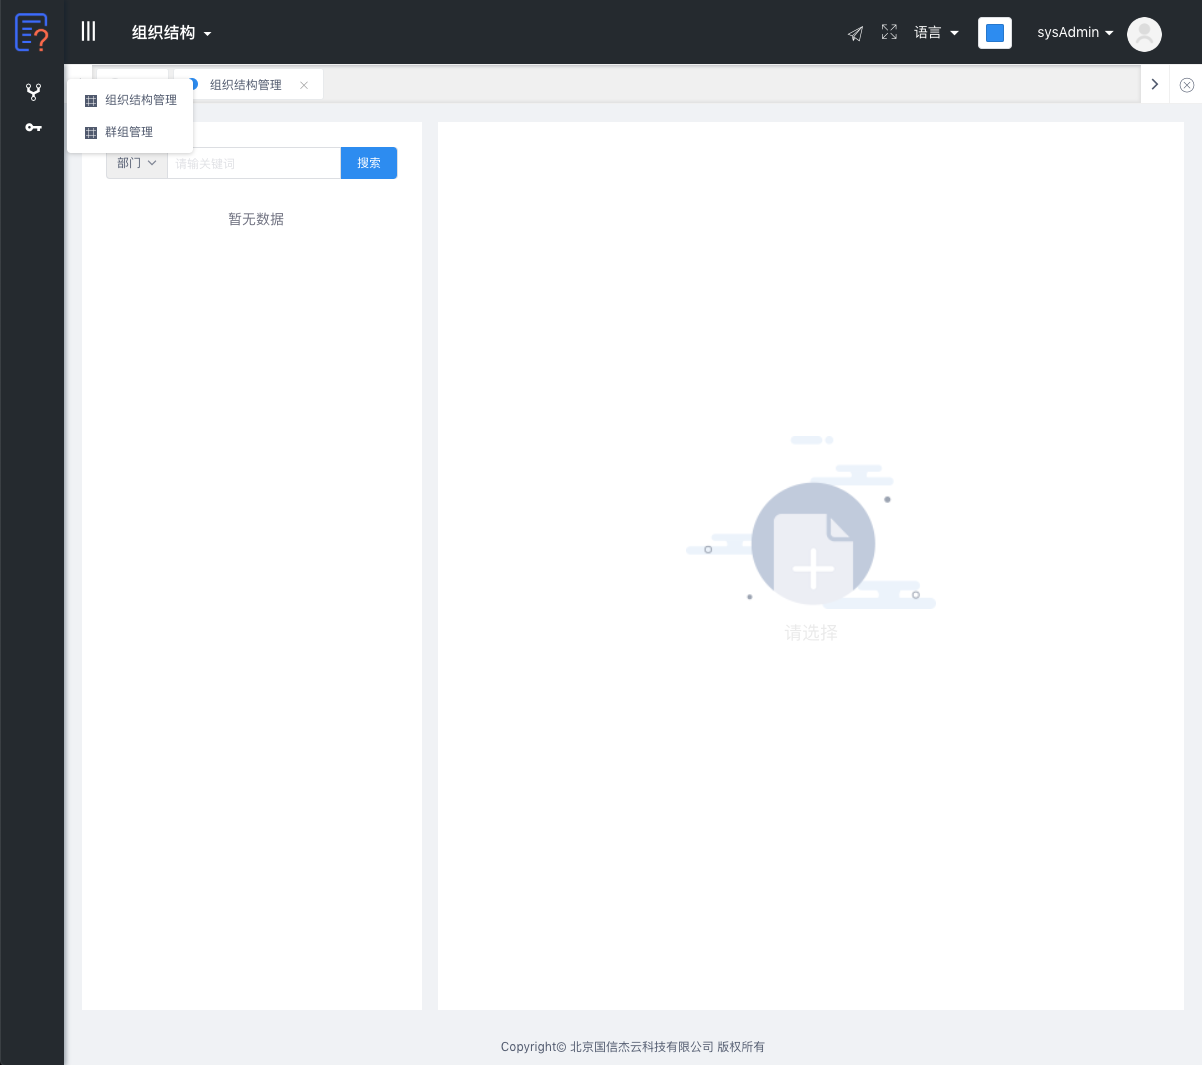 组织结构
语言
sysAdmin
组织结构管理
组织结构管理
群组管理
部门
请输关键词
搜索
暂无数据
请选择
Copyright© 北京国信杰云科技有限公司 版权所有